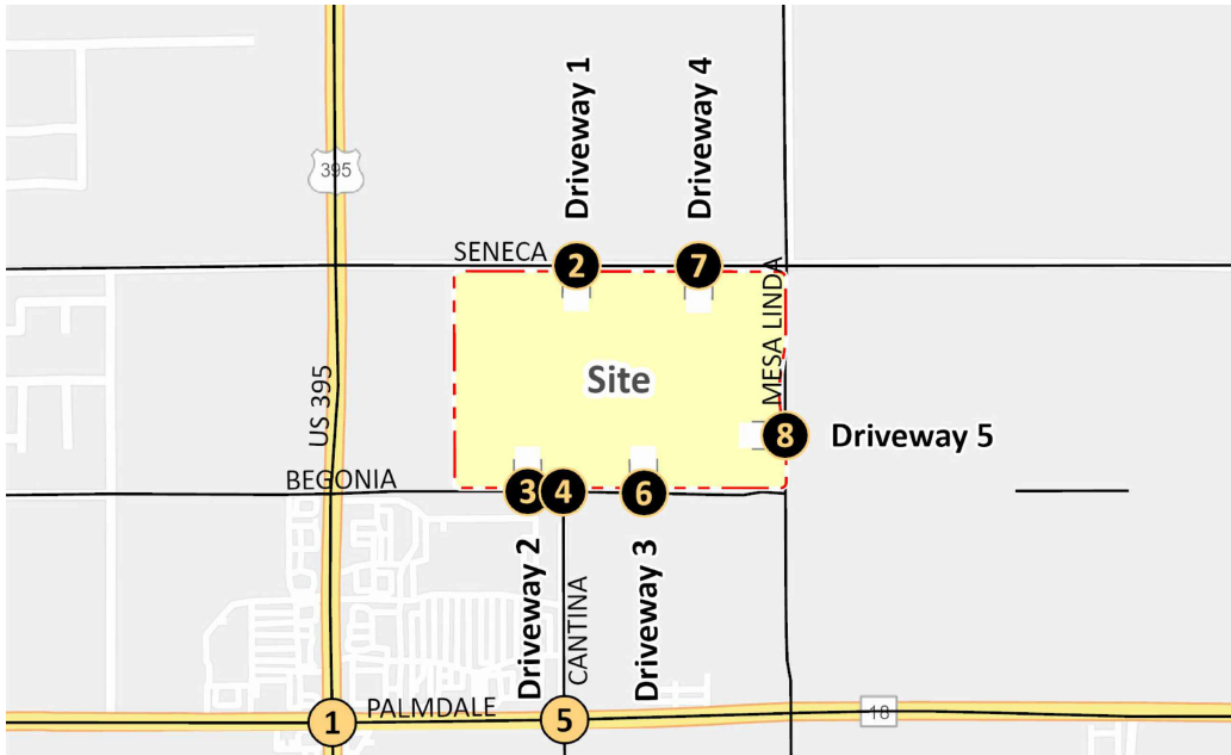 Driveway 1
Driveway 4
395
SENECA
2
7
MESA LINDA
Site
US 395
8
Driveway 5
BEGONIA
3
4
6
Driveway 2
CANTINA
Driveway 3
1
PALMDALE
5
18